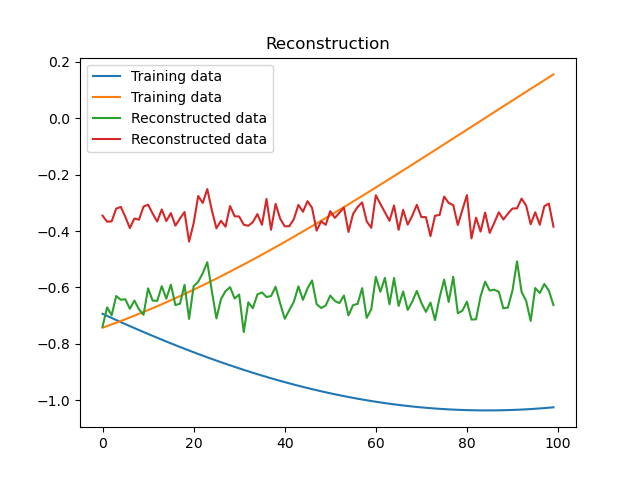 Reconstruction
Training data
Training data
Reconstructed data
Reconstructed data
0.2
0.0
−0.2
−0.4
−0.6
−0.8
−1.0
0 20 40 60 80 100